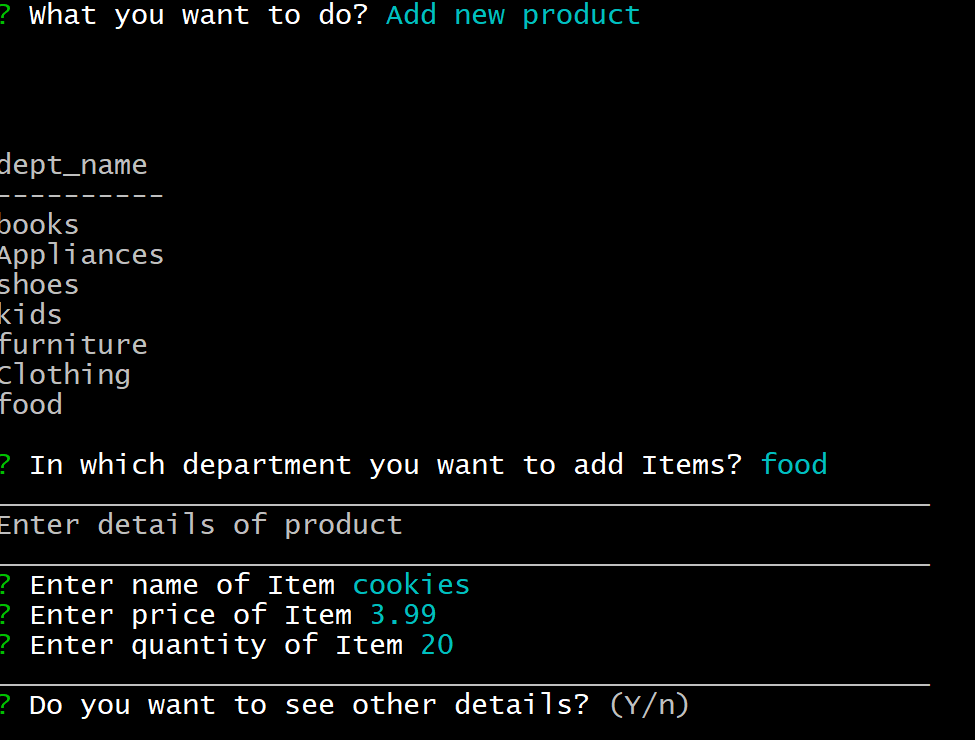 ? What you want to do? Add new product
dept_name
----------
books
Appliances
shoes
kids
furniture
Clothing
food
? In which department you want to add Items? food
Enter details of product
? Enter name of Item cookies
? Enter price of Item 3.99
? Enter quantity of Item 20
? Do you want to see other details? (Y/n)